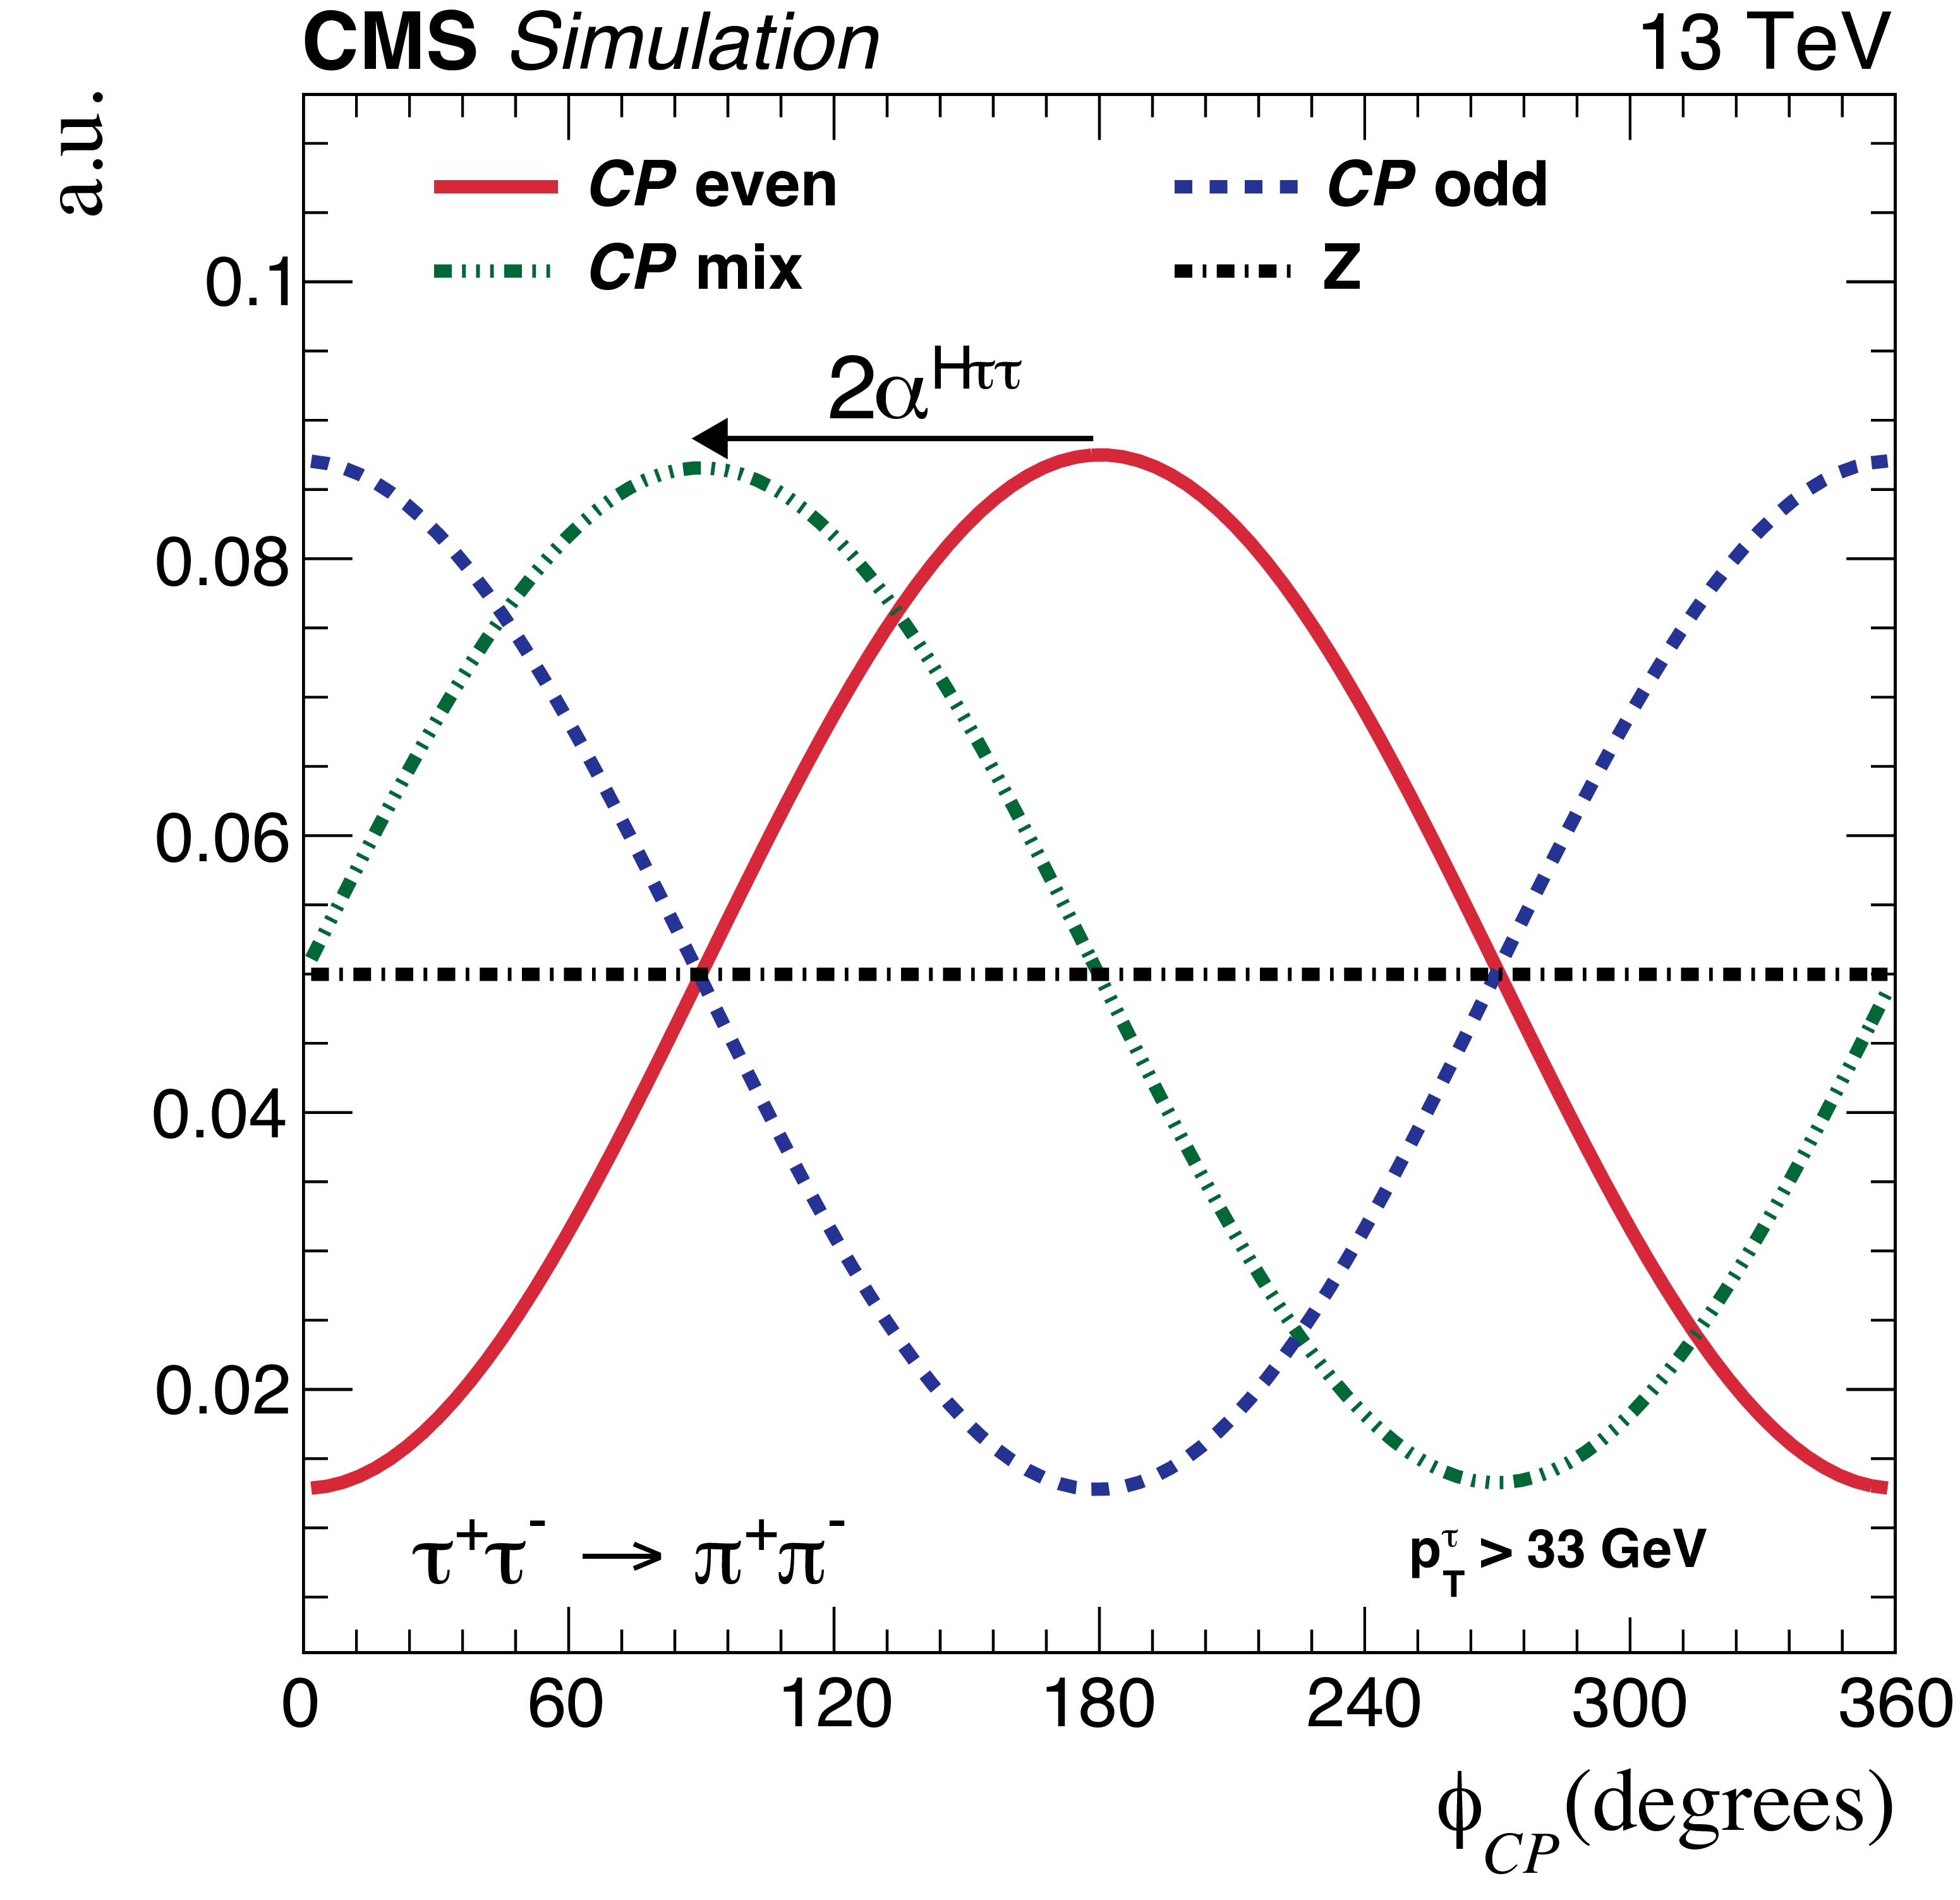 CMS Simulation 13 TeV
a.u.
CP even CP odd
CP mix Z
0.1
2α^Hττ
0.08
0.06
0.04
0.02
τ⁺τ⁻ → π⁺π⁻ p_T^τ > 33 GeV
0 60 120 180 240 300 360
ϕ_CP (degrees)